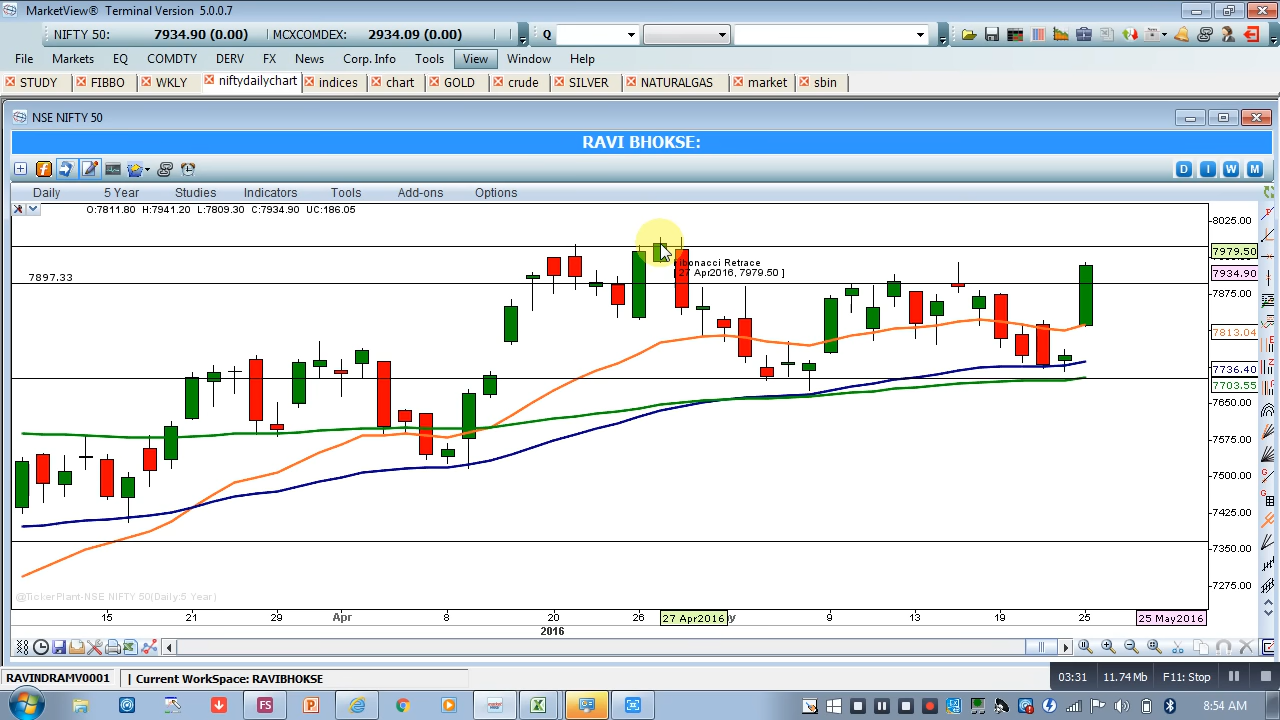 MarketView® Terminal Version 5.0.0.7
NIFTY 50: 7934.90 (0.00) MCXCOMDEX: 2934.09 (0.00)
File Markets EQ COMDTY DERV FX News Corp. Info Tools View Window Help
STUDY FIBBO WKLY niftydailychart indices chart GOLD crude SILVER NATURALGAS market sbin
NSE NIFTY 50
RAVI BHOKSE:
D I W M
Daily 5 Year Studies Indicators Tools Add-ons Options
O:7811.80 H:7941.20 L:7809.30 C:7934.90 UC:186.05
8025.00
7979.50
7934.90
7897.33
7875.00
7813.04
7736.40
7703.55
7650.00
7575.00
7500.00
7425.00
7350.00
7275.00
Fibonacci Retrace
[ 27 Apr2016, 7979.50 ]
@TickerPlant-NSE NIFTY 50(Daily:5 Year)
15 22 29 Apr 8 20 26 27 Apr2016 9 13 19 25 25 May2016
2016
RAVINDRAMV0001 | Current WorkSpace: RAVIBHOKSE
03:31 11.74 Mb F11: Stop
8:54 AM